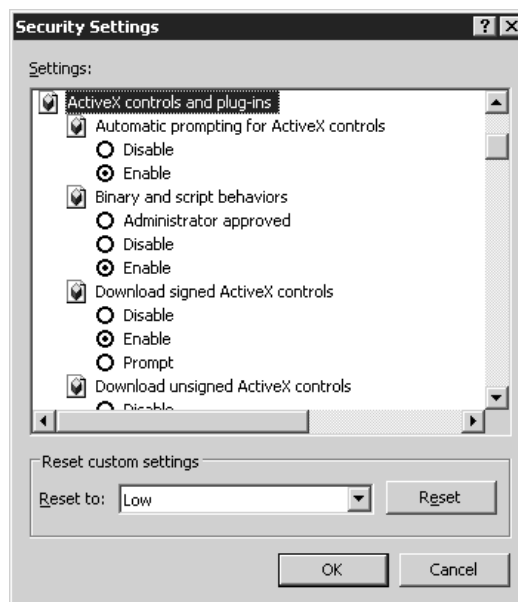 Security Settings
Settings:
ActiveX controls and plug-ins
Automatic prompting for ActiveX controls
Disable
Enable
Binary and script behaviors
Administrator approved
Disable
Enable
Download signed ActiveX controls
Disable
Enable
Prompt
Download unsigned ActiveX controls
Disable
Reset custom settings
Reset to: Low Reset
OK Cancel